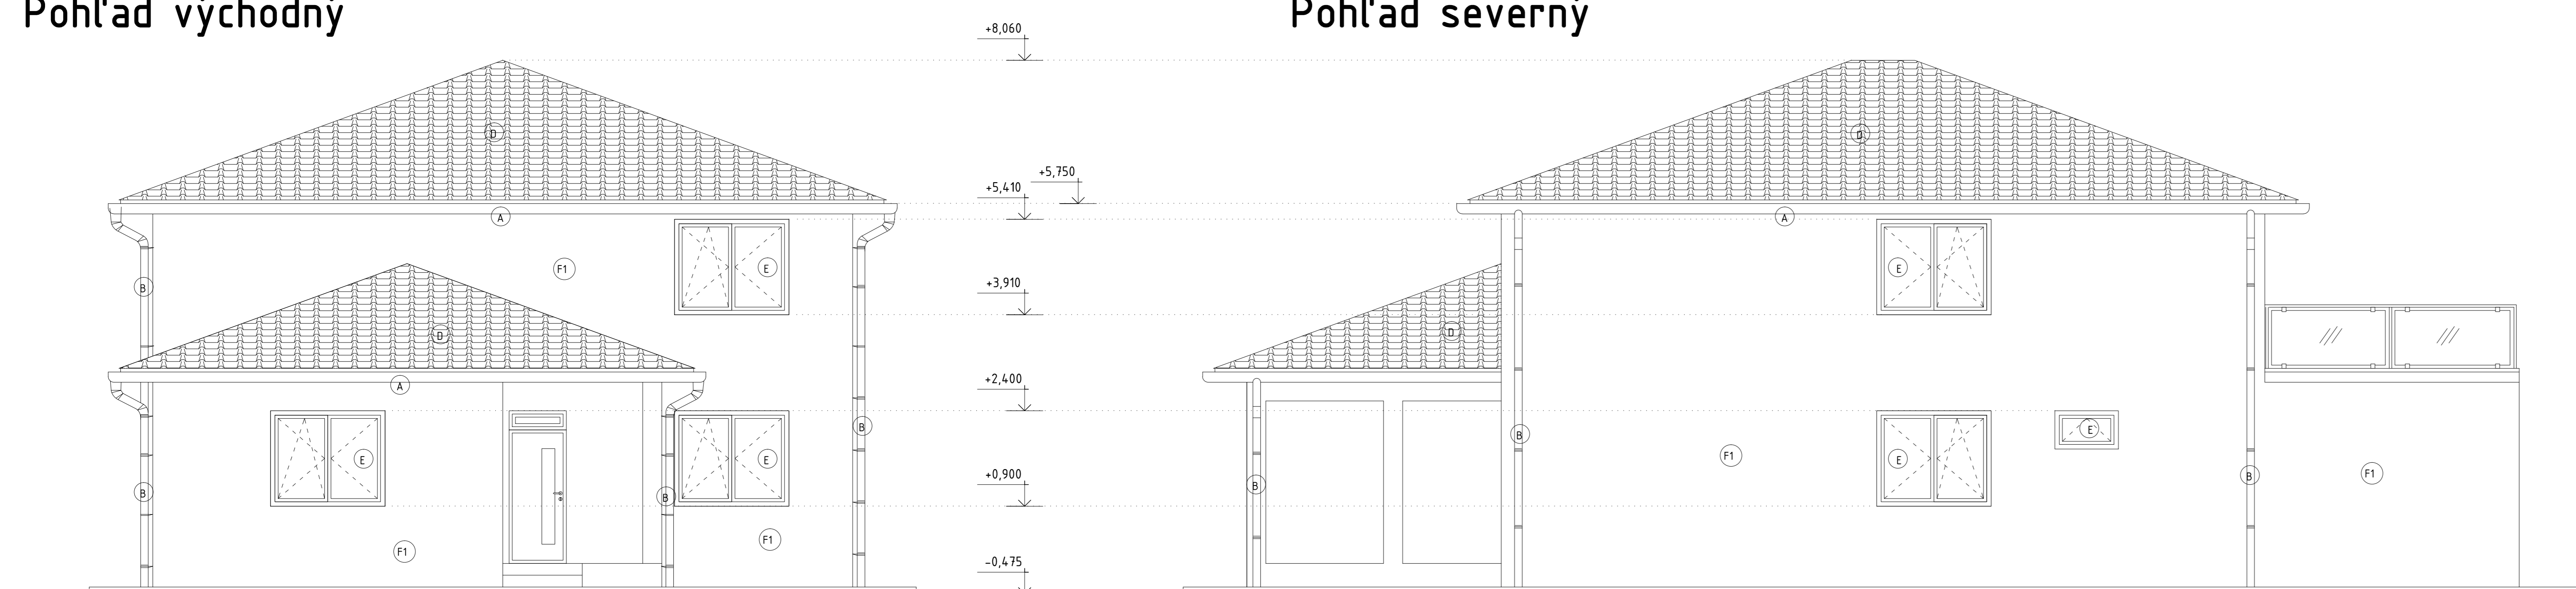 Pohľad východný
Pohľad severný
+8,060
+5,750
+5,410
+3,910
+2,400
+0,900
-0,475
D
A
F1
E
B
D
A
B
E
B
B
E
F1
F1
D
A
E
D
B
E
E
F1
B
B
F1